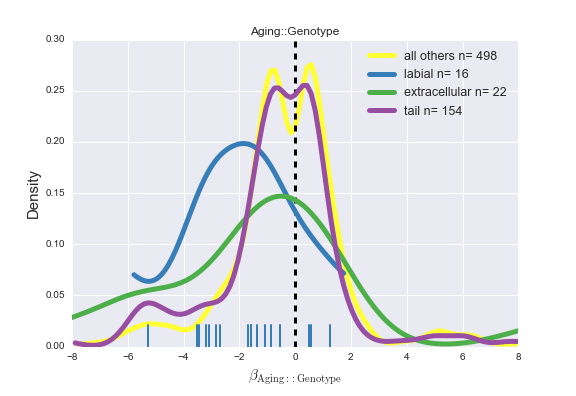 Aging::Genotype
0.30
0.25
0.20
0.15
0.10
0.05
0.00
Density
all others n= 498
labial n= 16
extracellular n= 22
tail n= 154
−8 −6 −4 −2 0 2 4 6 8
β Aging::Genotype